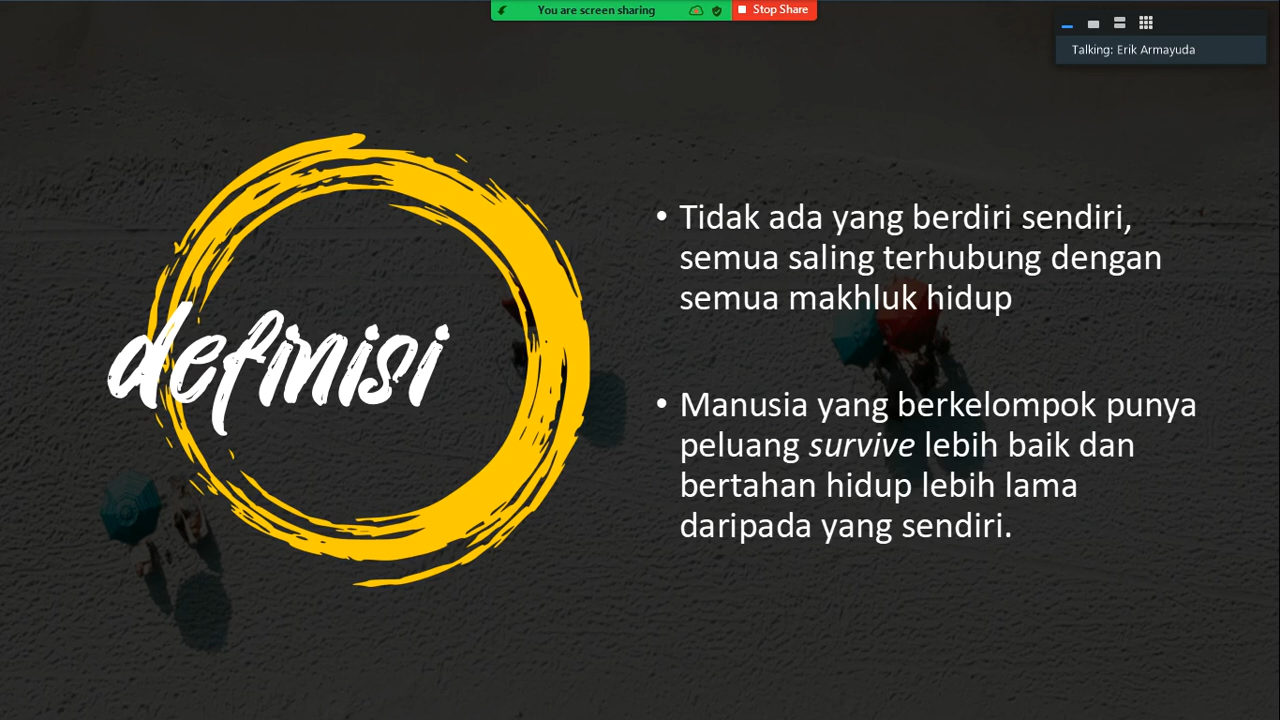 You are screen sharing
Stop Share
Talking: Erik Armayuda
definisi
• Tidak ada yang berdiri sendiri,
semua saling terhubung dengan
semua makhluk hidup
• Manusia yang berkelompok punya
peluang survive lebih baik dan
bertahan hidup lebih lama
daripada yang sendiri.